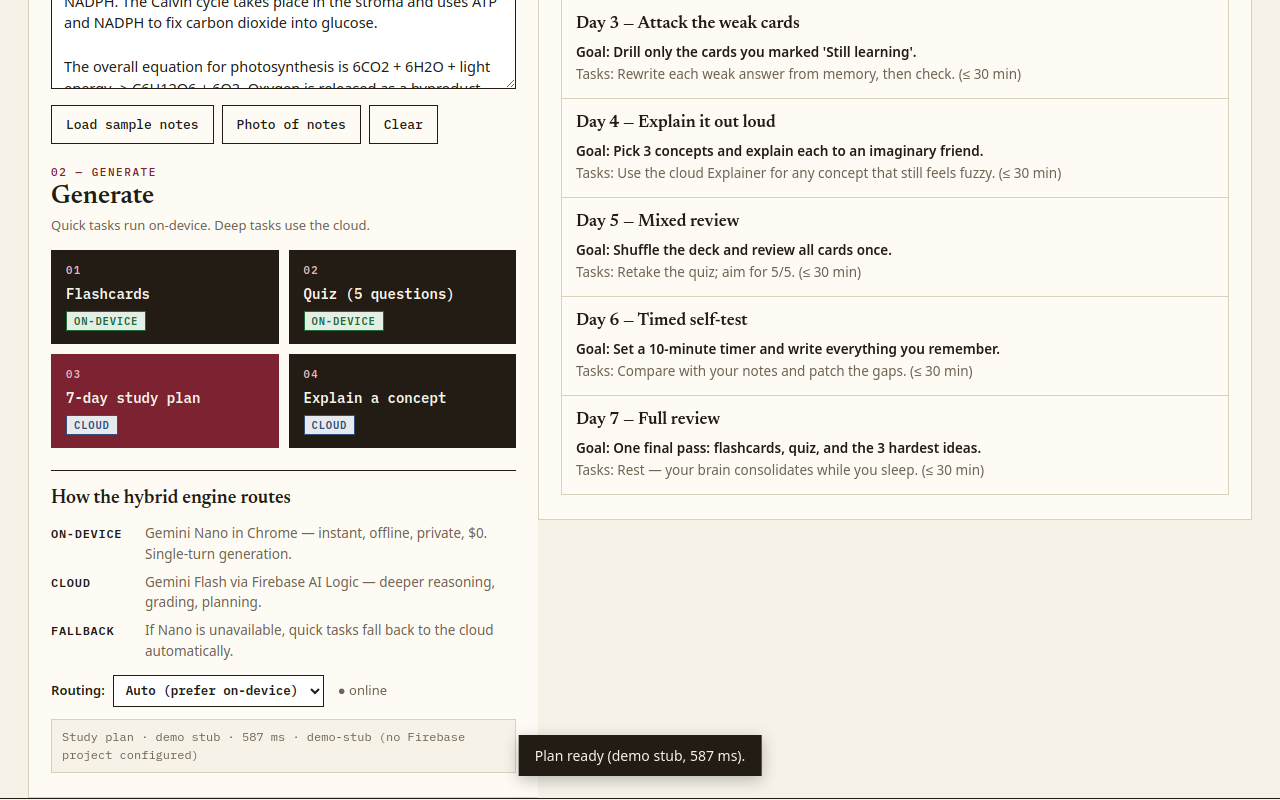 NADPH. The Calvin cycle takes place in the stroma and uses ATP
and NADPH to fix carbon dioxide into glucose.
The overall equation for photosynthesis is 6CO2 + 6H2O + light
energy -> C6H12O6 + 6O2. Oxygen is released as a byproduct
Load sample notes
Photo of notes
Clear
02 — GENERATE
Generate
Quick tasks run on-device. Deep tasks use the cloud.
01
Flashcards
ON-DEVICE
02
Quiz (5 questions)
ON-DEVICE
03
7-day study plan
CLOUD
04
Explain a concept
CLOUD
How the hybrid engine routes
ON-DEVICE
Gemini Nano in Chrome — instant, offline, private, $0.
Single-turn generation.
CLOUD
Gemini Flash via Firebase AI Logic — deeper reasoning,
grading, planning.
FALLBACK
If Nano is unavailable, quick tasks fall back to the cloud
automatically.
Routing:
Auto (prefer on-device)
● online
Study plan · demo stub · 587 ms · demo-stub (no Firebase
project configured)
Day 3 — Attack the weak cards
Goal: Drill only the cards you marked 'Still learning'.
Tasks: Rewrite each weak answer from memory, then check. (≤ 30 min)
Day 4 — Explain it out loud
Goal: Pick 3 concepts and explain each to an imaginary friend.
Tasks: Use the cloud Explainer for any concept that still feels fuzzy. (≤ 30 min)
Day 5 — Mixed review
Goal: Shuffle the deck and review all cards once.
Tasks: Retake the quiz; aim for 5/5. (≤ 30 min)
Day 6 — Timed self-test
Goal: Set a 10-minute timer and write everything you remember.
Tasks: Compare with your notes and patch the gaps. (≤ 30 min)
Day 7 — Full review
Goal: One final pass: flashcards, quiz, and the 3 hardest ideas.
Tasks: Rest — your brain consolidates while you sleep. (≤ 30 min)
Plan ready (demo stub, 587 ms).